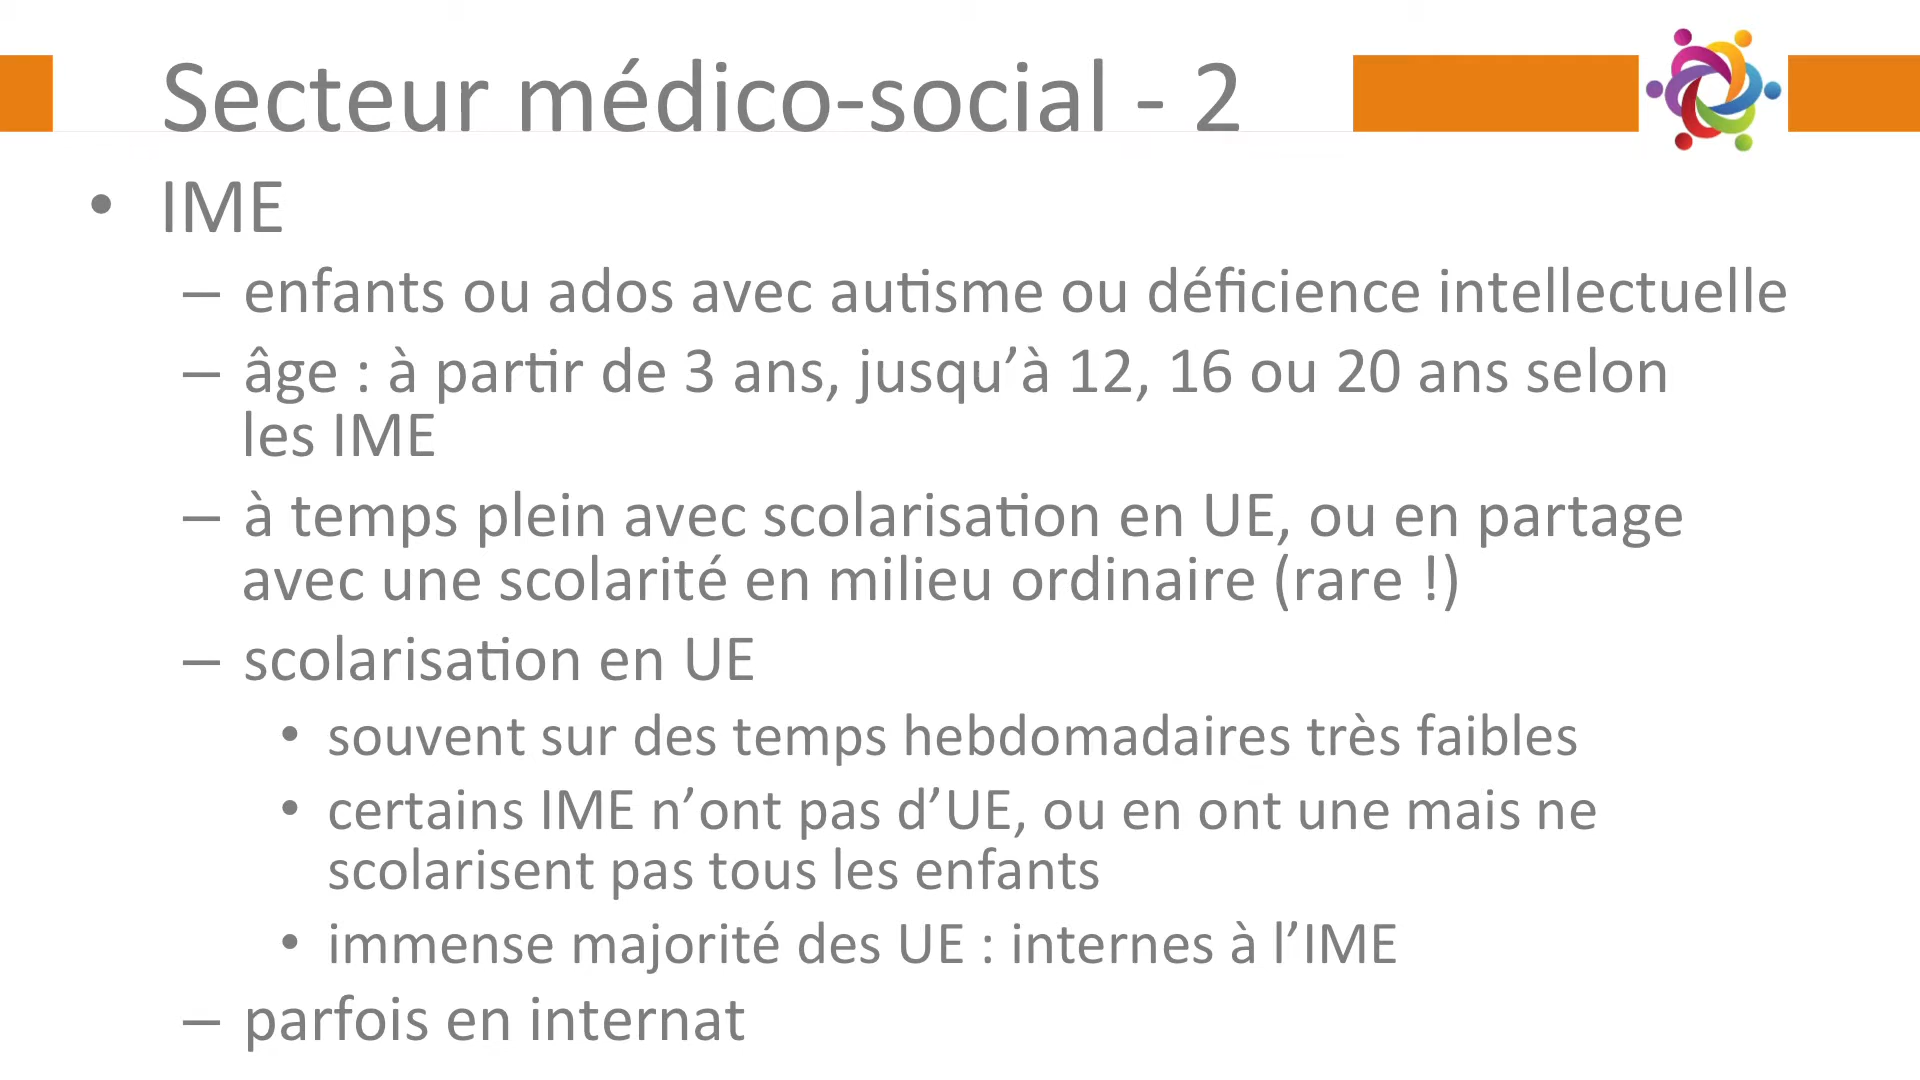 Secteur médico-social - 2
• IME
– enfants ou ados avec autisme ou déficience intellectuelle
– âge : à partir de 3 ans, jusqu’à 12, 16 ou 20 ans selon
les IME
– à temps plein avec scolarisation en UE, ou en partage
avec une scolarité en milieu ordinaire (rare !)
– scolarisation en UE
• souvent sur des temps hebdomadaires très faibles
• certains IME n’ont pas d’UE, ou en ont une mais ne
scolarisent pas tous les enfants
• immense majorité des UE : internes à l’IME
– parfois en internat